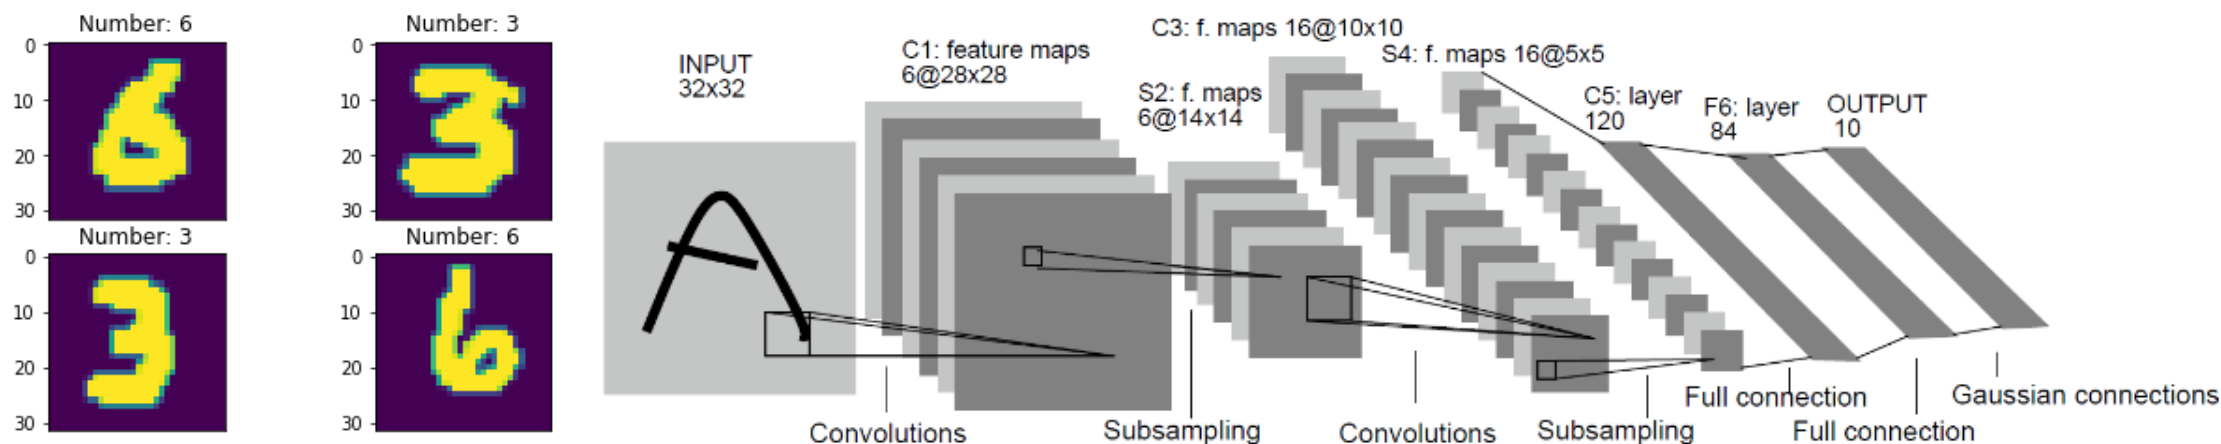 Number: 6
0
10
20
30
Number: 3
0
10
20
30
Number: 3
0
10
20
30
Number: 6
0
10
20
30
INPUT
32x32
C1: feature maps
6@28x28
S2: f. maps
6@14x14
C3: f. maps 16@10x10
S4: f. maps 16@5x5
C5: layer
120
F6: layer
84
OUTPUT
10
Convolutions
Subsampling
Convolutions
Subsampling
Full connection
Full connection
Gaussian connections